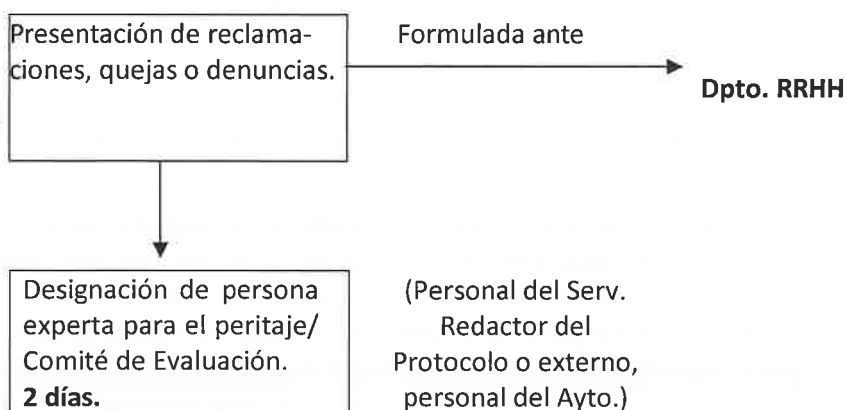 Presentación de reclama-
ciones, quejas o denuncias.
Formulada ante
Dpto. RRHH
Designación de persona
experta para el peritaje/
Comité de Evaluación.
2 días.
(Personal del Serv.
Redactor del
Protocolo o externo,
personal del Ayto.)